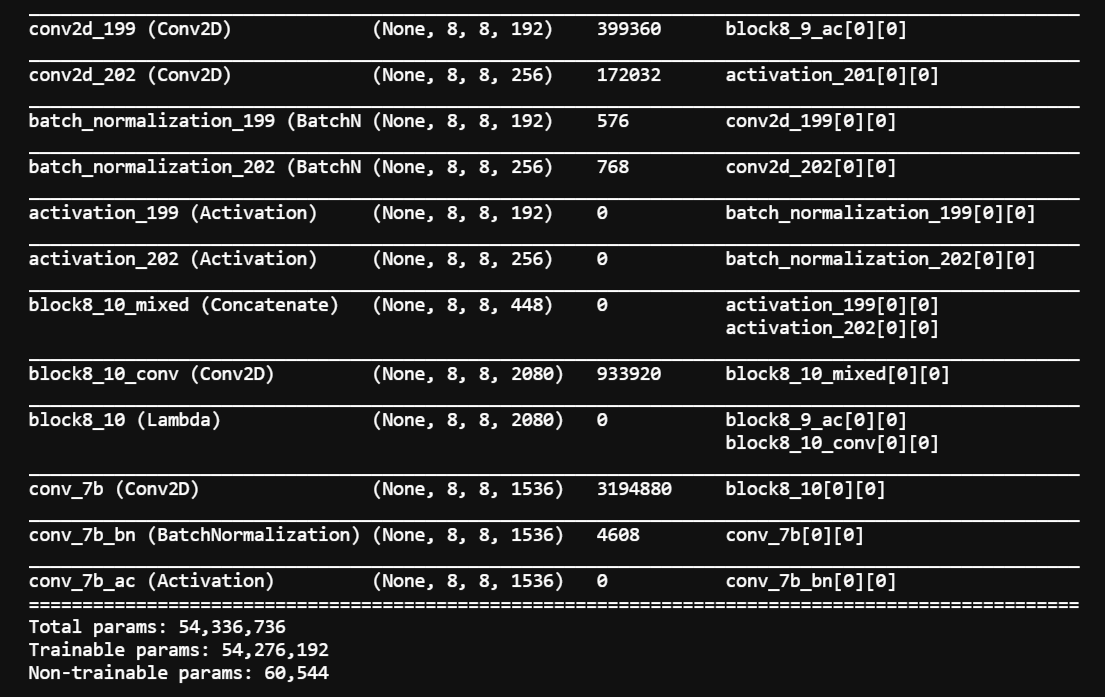 conv2d_199 (Conv2D) (None, 8, 8, 192) 399360 block8_9_ac[0][0]
conv2d_202 (Conv2D) (None, 8, 8, 256) 172032 activation_201[0][0]
batch_normalization_199 (BatchN (None, 8, 8, 192) 576 conv2d_199[0][0]
batch_normalization_202 (BatchN (None, 8, 8, 256) 768 conv2d_202[0][0]
activation_199 (Activation) (None, 8, 8, 192) 0 batch_normalization_199[0][0]
activation_202 (Activation) (None, 8, 8, 256) 0 batch_normalization_202[0][0]
block8_10_mixed (Concatenate) (None, 8, 8, 448) 0 activation_199[0][0]
activation_202[0][0]
block8_10_conv (Conv2D) (None, 8, 8, 2080) 933920 block8_10_mixed[0][0]
block8_10 (Lambda) (None, 8, 8, 2080) 0 block8_9_ac[0][0]
block8_10_conv[0][0]
conv_7b (Conv2D) (None, 8, 8, 1536) 3194880 block8_10[0][0]
conv_7b_bn (BatchNormalization) (None, 8, 8, 1536) 4608 conv_7b[0][0]
conv_7b_ac (Activation) (None, 8, 8, 1536) 0 conv_7b_bn[0][0]
Total params: 54,336,736
Trainable params: 54,276,192
Non-trainable params: 60,544